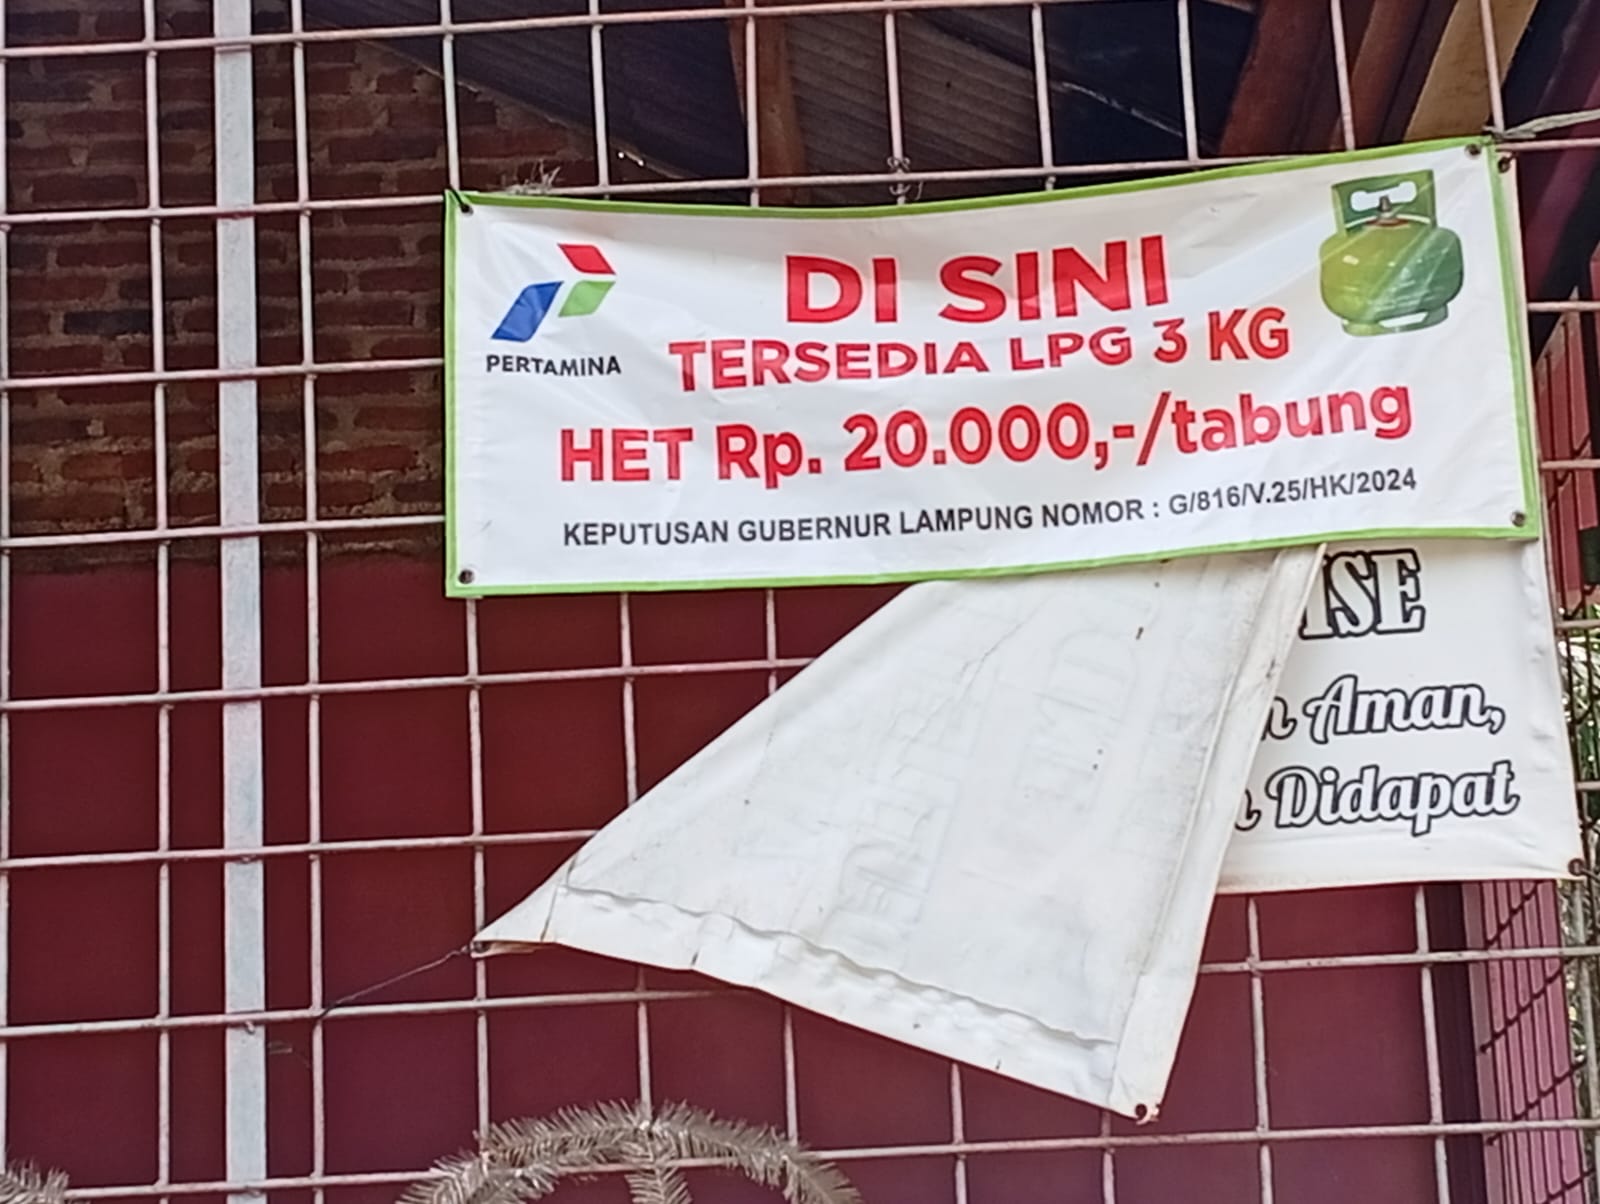 PERTAMINA
DI SINI
TERSEDIA LPG 3 KG
HET Rp. 20.000,-/tabung
KEPUTUSAN GUBERNUR LAMPUNG NOMOR : G/816/V.25/HK/2024
Aman,
Didapat